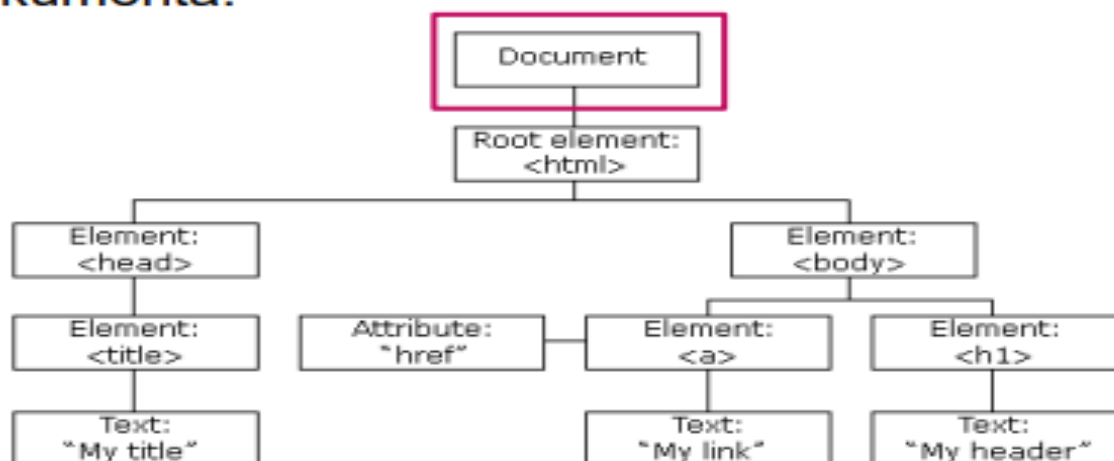 Document
Root element:
<html>
Element:
<head>
Element:
<body>
Element:
<title>
Attribute:
"href"
Element:
<a>
Element:
<h1>
Text:
"My title"
Text:
"My link"
Text:
"My header"